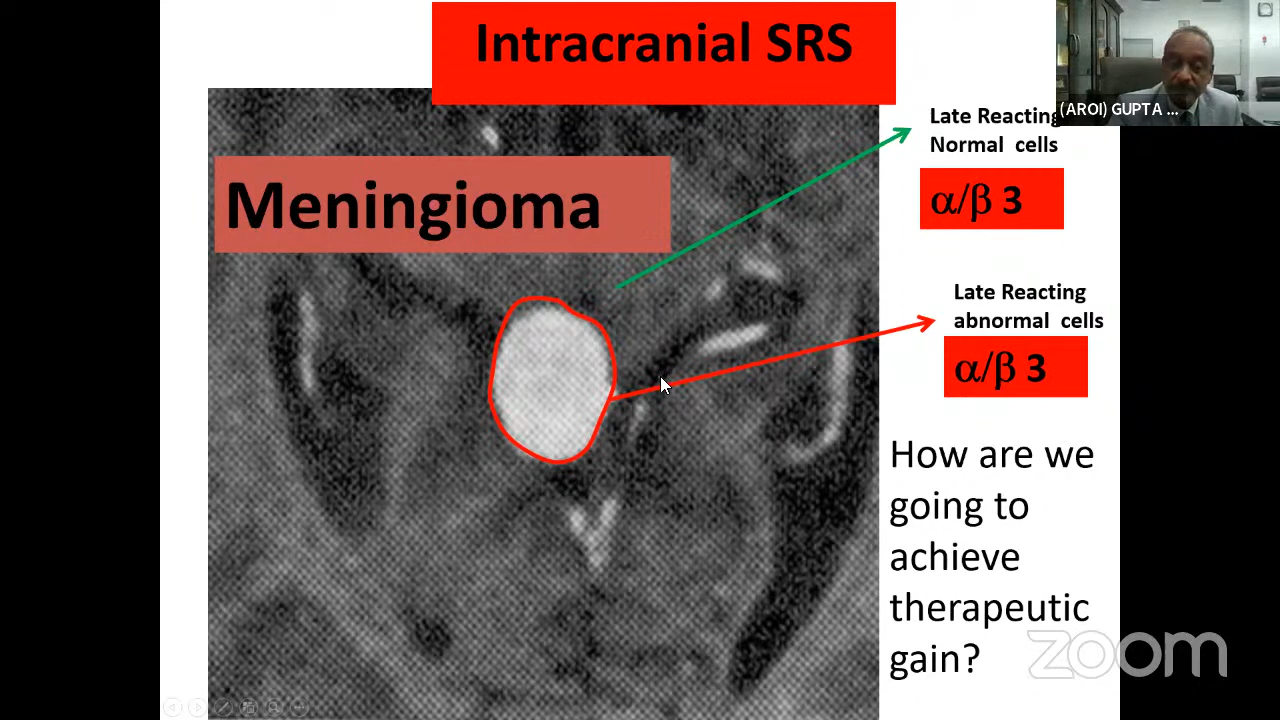 Intracranial SRS
(AROI) GUPTA ...
Late Reacting
Normal cells
α/β 3
Meningioma
Late Reacting
abnormal cells
α/β 3
How are we
going to
achieve
therapeutic
gain?
zoom